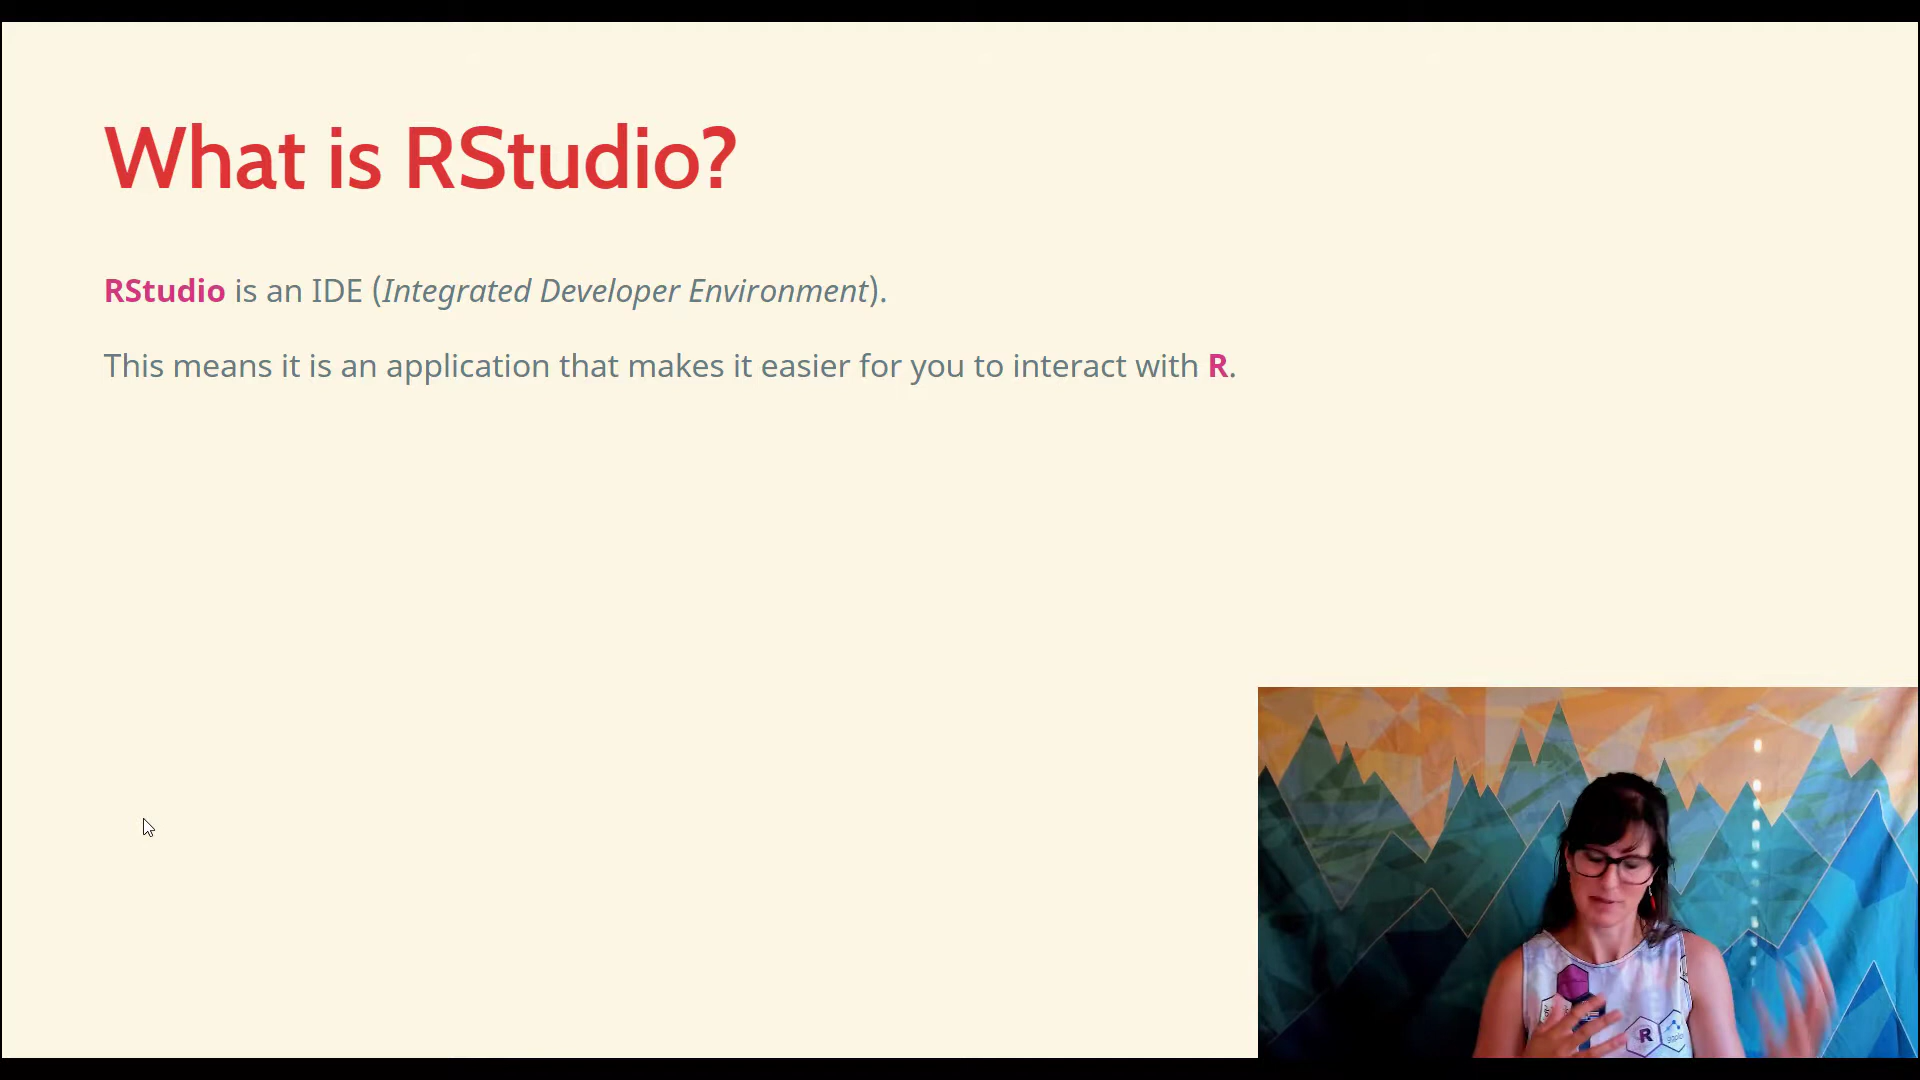 What is RStudio?
RStudio is an IDE (Integrated Developer Environment).
This means it is an application that makes it easier for you to interact with R.
R